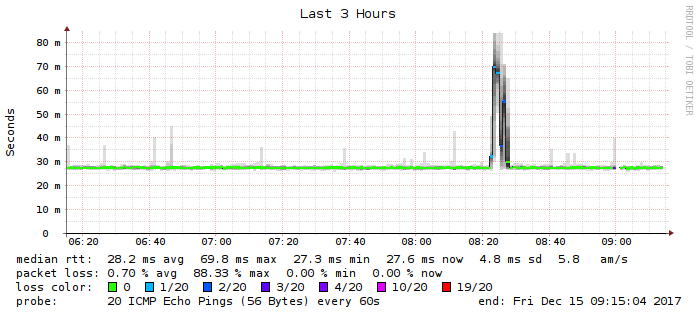 Last 3 Hours
RRDTOOL / TOBI OETIKER
Seconds
80 m
70 m
60 m
50 m
40 m
30 m
20 m
10 m
0
06:20 06:40 07:00 07:20 07:40 08:00 08:20 08:40 09:00
median rtt: 28.2 ms avg 69.8 ms max 27.3 ms min 27.6 ms now 4.8 ms sd 5.8 am/s
packet loss: 0.70 % avg 88.33 % max 0.00 % min 0.00 % now
loss color: 0 1/20 2/20 3/20 4/20 10/20 19/20
probe: 20 ICMP Echo Pings (56 Bytes) every 60s end: Fri Dec 15 09:15:04 2017